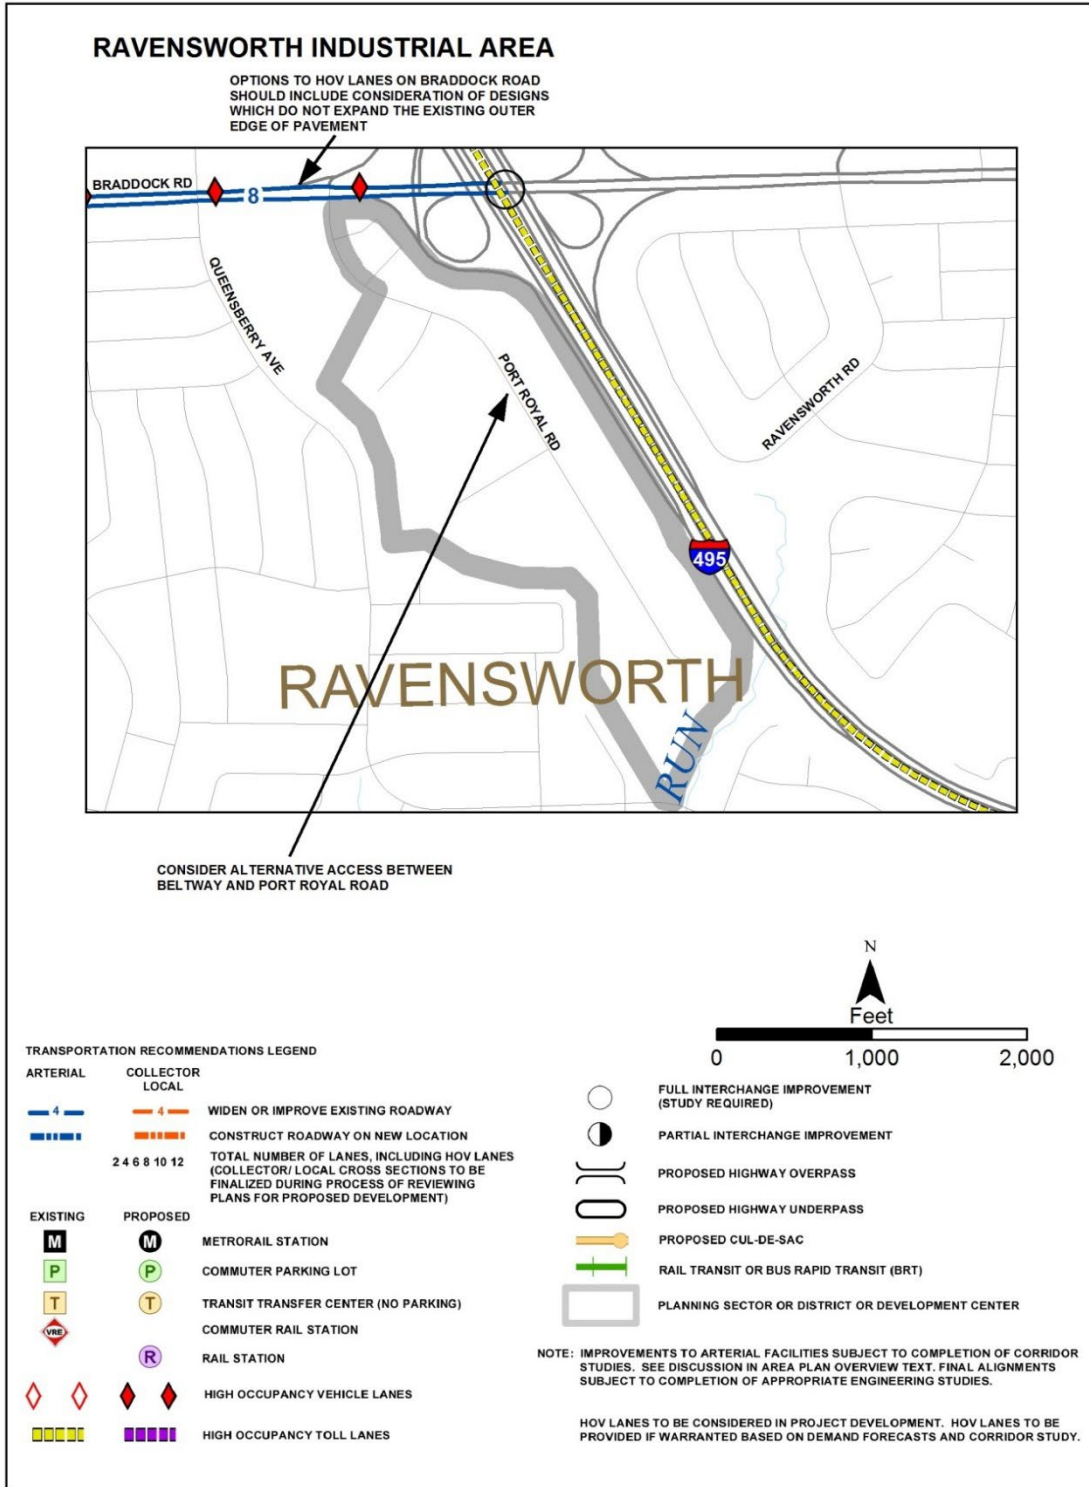 RAVENSWORTH INDUSTRIAL AREA
OPTIONS TO HOV LANES ON BRADDOCK ROAD
SHOULD INCLUDE CONSIDERATION OF DESIGNS
WHICH DO NOT EXPAND THE EXISTING OUTER
EDGE OF PAVEMENT
BRADDOCK RD
8
QUEENSBERRY AVE
PORT ROYAL RD
RAVENSWORTH RD
495
RAVENSWORTH
RUN
CONSIDER ALTERNATIVE ACCESS BETWEEN
BELTWAY AND PORT ROYAL ROAD
N
Feet
0 1,000 2,000
TRANSPORTATION RECOMMENDATIONS LEGEND
ARTERIAL COLLECTOR
LOCAL
4 4 WIDEN OR IMPROVE EXISTING ROADWAY
CONSTRUCT ROADWAY ON NEW LOCATION
2 4 6 8 10 12 TOTAL NUMBER OF LANES, INCLUDING HOV LANES
(COLLECTOR/ LOCAL CROSS SECTIONS TO BE
FINALIZED DURING PROCESS OF REVIEWING
PLANS FOR PROPOSED DEVELOPMENT)
EXISTING PROPOSED
M M METRORAIL STATION
P P COMMUTER PARKING LOT
T T TRANSIT TRANSFER CENTER (NO PARKING)
VRE COMMUTER RAIL STATION
R RAIL STATION
HIGH OCCUPANCY VEHICLE LANES
HIGH OCCUPANCY TOLL LANES
FULL INTERCHANGE IMPROVEMENT
(STUDY REQUIRED)
PARTIAL INTERCHANGE IMPROVEMENT
PROPOSED HIGHWAY OVERPASS
PROPOSED HIGHWAY UNDERPASS
PROPOSED CUL-DE-SAC
RAIL TRANSIT OR BUS RAPID TRANSIT (BRT)
PLANNING SECTOR OR DISTRICT OR DEVELOPMENT CENTER
NOTE: IMPROVEMENTS TO ARTERIAL FACILITIES SUBJECT TO COMPLETION OF CORRIDOR
STUDIES. SEE DISCUSSION IN AREA PLAN OVERVIEW TEXT. FINAL ALIGNMENTS
SUBJECT TO COMPLETION OF APPROPRIATE ENGINEERING STUDIES.
HOV LANES TO BE CONSIDERED IN PROJECT DEVELOPMENT. HOV LANES TO BE
PROVIDED IF WARRANTED BASED ON DEMAND FORECASTS AND CORRIDOR STUDY.